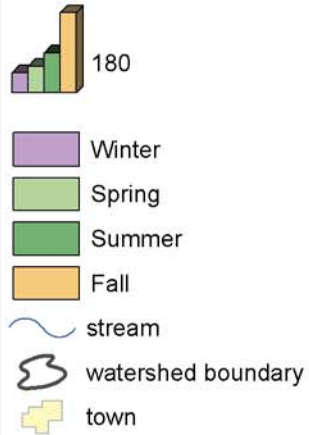 180
Winter
Spring
Summer
Fall
stream
watershed boundary
town